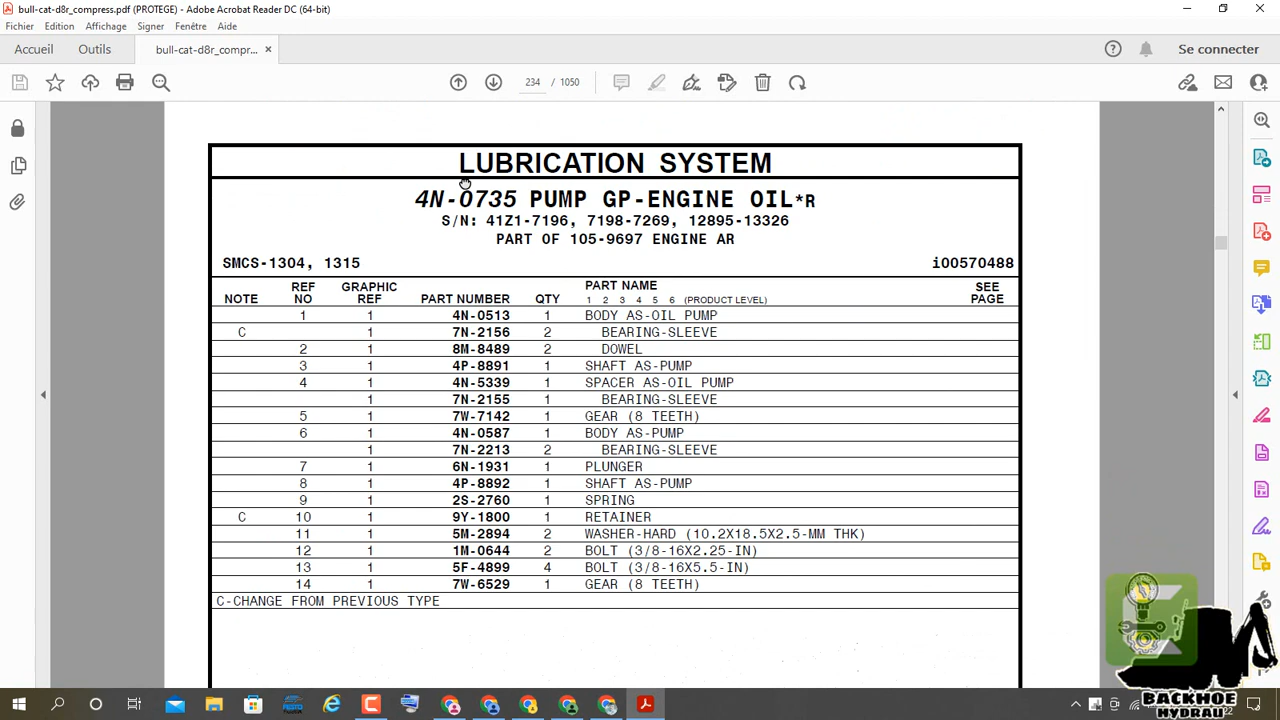 bull-cat-d8r_compress.pdf (PROTEGE) - Adobe Acrobat Reader DC (64-bit)
Fichier Edition Affichage Signer Fenêtre Aide
Accueil Outils bull-cat-d8r_compr... × Se connecter
234 / 1050
LUBRICATION SYSTEM
4N-0735 PUMP GP-ENGINE OIL*R
S/N: 41Z1-7196, 7198-7269, 12895-13326
PART OF 105-9697 ENGINE AR
SMCS-1304, 1315 i00570488
NOTE REF NO GRAPHIC REF PART NUMBER QTY PART NAME 1 2 3 4 5 6 (PRODUCT LEVEL) SEE PAGE
1 1 4N-0513 1 BODY AS-OIL PUMP
C 1 7N-2156 2 BEARING-SLEEVE
2 1 8M-8489 2 DOWEL
3 1 4P-8891 1 SHAFT AS-PUMP
4 1 4N-5339 1 SPACER AS-OIL PUMP
1 7N-2155 1 BEARING-SLEEVE
5 1 7W-7142 1 GEAR (8 TEETH)
6 1 4N-0587 1 BODY AS-PUMP
1 7N-2213 2 BEARING-SLEEVE
7 1 6N-1931 1 PLUNGER
8 1 4P-8892 1 SHAFT AS-PUMP
9 1 2S-2760 1 SPRING
C 10 1 9Y-1800 1 RETAINER
11 1 5M-2894 2 WASHER-HARD (10.2X18.5X2.5-MM THK)
12 1 1M-0644 2 BOLT (3/8-16X2.25-IN)
13 1 5F-4899 4 BOLT (3/8-16X5.5-IN)
14 1 7W-6529 1 GEAR (8 TEETH)
C-CHANGE FROM PREVIOUS TYPE
BACKHOE
HYDRAU